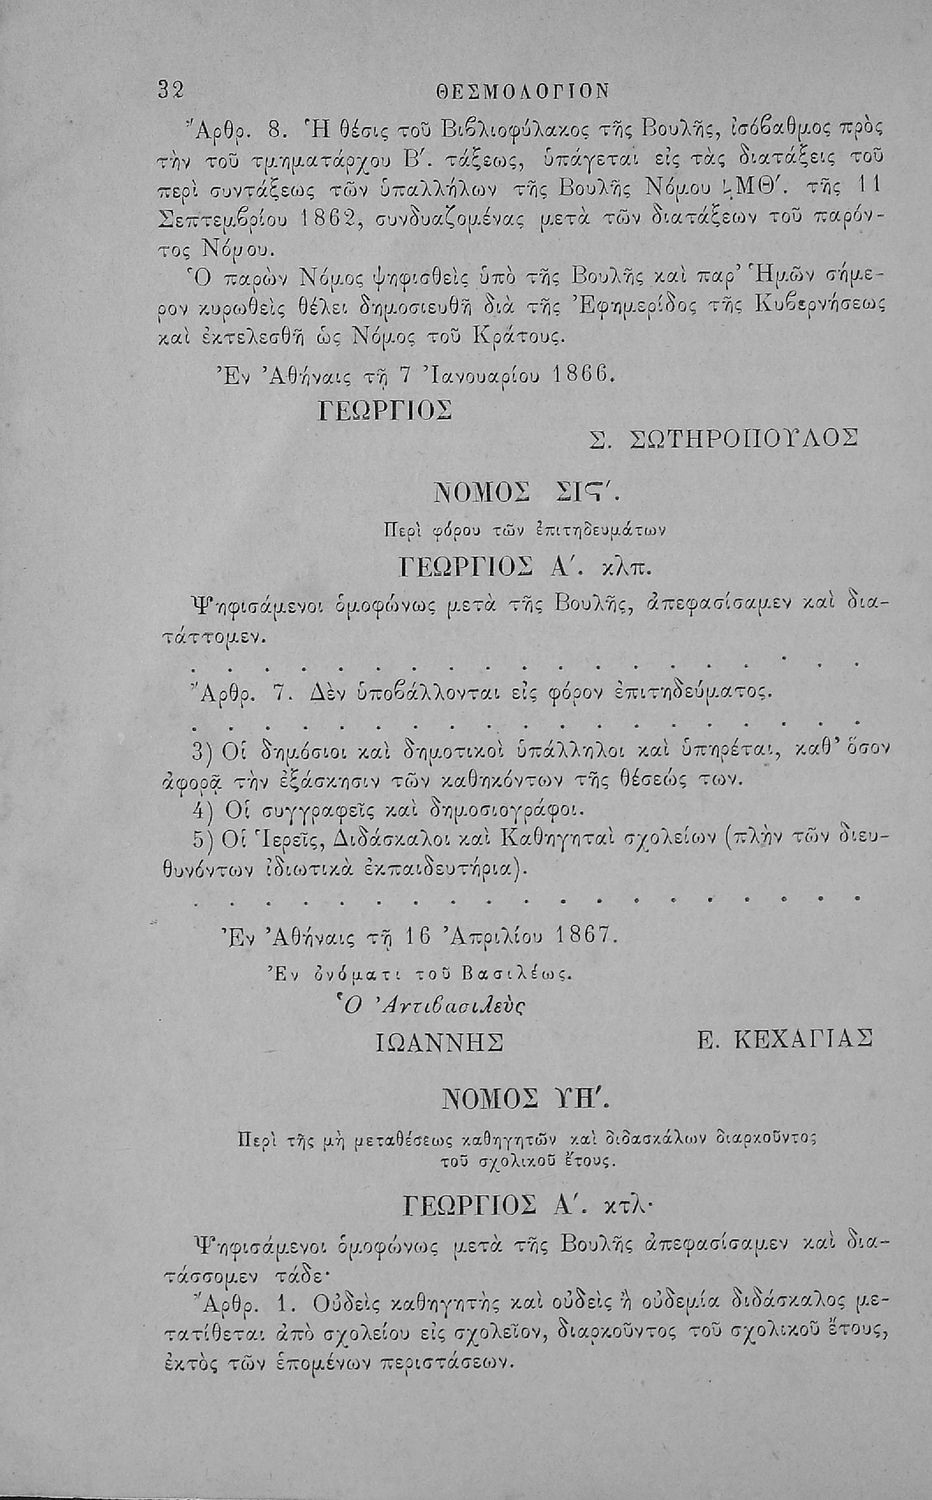 32 ΘΕΣΜΟΛΟΓΙΟΝ
Ἄρθρ. 8. Ἡ θέσις τοῦ Βιϐλιοφύλακος τῆς Βουλῆς, ἰσόϐαθμος πρὸς
τὴν τοῦ τμηματάρχου Β΄. τάξεως, ὑπάγεται εἰς τὰς διατάξεις τοῦ
περὶ συντάξεως τῶν ὑπαλλήλων τῆς Βουλῆς Νόμου ͵ΜΘ΄. τῆς 11
Σεπτεμϐρίου 1862, συνδυαζομένας μετὰ τῶν διατάξεων τοῦ παρόν-
τος Νόμου.
Ὁ παρὼν Νόμος ψηφισθεὶς ὑπὸ τῆς Βουλῆς καὶ παρ’ Ἡμῶν σήμε-
ρον κυρωθεὶς θέλει δημοσιευθῆ διὰ τῆς Ἐφημερίδος τῆς Κυϐερνήσεως
καὶ ἐκτελεσθῆ ὡς Νόμος τοῦ Κράτους.
Ἐν Ἀθήναις τῇ 7 Ἰανουαρίου 1866.
ΓΕΩΡΓΙΟΣ
Σ. ΣΩΤΗΡΟΠΟΥΛΟΣ
ΝΟΜΟΣ ΣΙϚ΄.
Περὶ φόρου τῶν ἐπιτηδευμάτων
ΓΕΩΡΓΙΟΣ Α΄. κλπ.
Ψηφισάμενοι ὁμοφώνως μετὰ τῆς Βουλῆς, ἀπεφασίσαμεν καὶ δια-
τάττομεν.
. . . . . . . . . . . . . . . . . . .
Ἄρθρ. 7. Δὲν ὑποϐάλλονται εἰς φόρον ἐπιτηδεύματος.
. . . . . . . . . . . . . . . . . . .
3) Οἱ δημόσιοι καὶ δημοτικοὶ ὑπάλληλοι καὶ ὑπηρέται, καθ’ ὅσον
ἀφορᾷ τὴν ἐξάσκησιν τῶν καθηκόντων τῆς θέσεώς των.
4) Οἱ συγγραφεῖς καὶ δημοσιογράφοι.
5) Οἱ Ἱερεῖς, Διδάσκαλοι καὶ Καθηγηταὶ σχολείων (πλὴν τῶν διευ-
θυνόντων ἰδιωτικὰ ἐκπαιδευτήρια).
. . . . . . . . . . . . . . . . . . .
Ἐν Ἀθήναις τῇ 16 Ἀπριλίου 1867.
Ἐν ὀνόματι τοῦ Βασιλέως.
Ὁ Ἀντιϐασιλεὺς
ΙΩΑΝΝΗΣ Ε. ΚΕΧΑΓΙΑΣ
ΝΟΜΟΣ ΥΗ΄.
Περὶ τῆς μὴ μεταθέσεως καθηγητῶν καὶ διδασκάλων διαρκοῦντος
τοῦ σχολικοῦ ἔτους.
ΓΕΩΡΓΙΟΣ Α΄. κτλ·
Ψηφισάμενοι ὁμοφώνως μετὰ τῆς Βουλῆς ἀπεφασίσαμεν καὶ δια-
τάσσομεν τάδε·
Ἄρθρ. 1. Οὐδεὶς καθηγητὴς καὶ οὐδεὶς ἢ οὐδεμία διδάσκαλος με-
τατίθεται ἀπὸ σχολείου εἰς σχολεῖον, διαρκοῦντος τοῦ σχολικοῦ ἔτους,
ἐκτὸς τῶν ἑπομένων περιστάσεων.